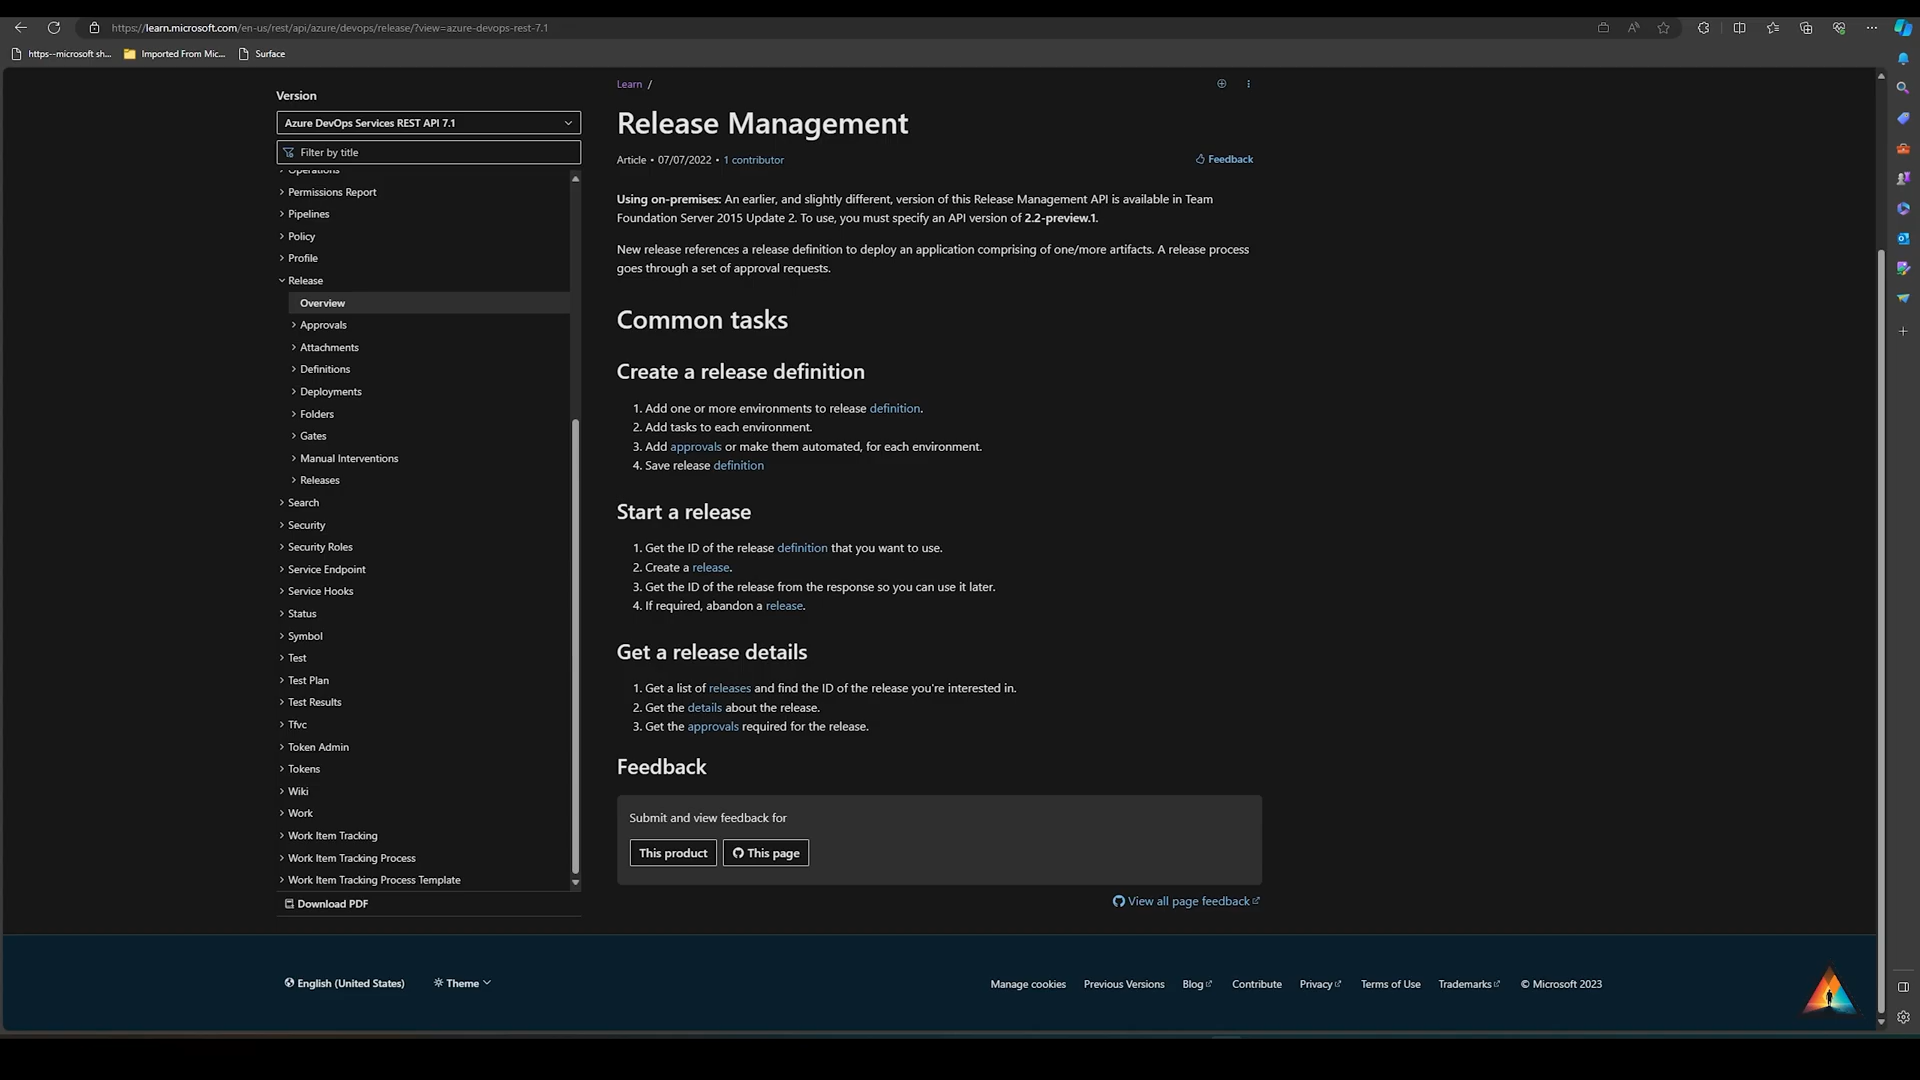 https://learn.microsoft.com/en-us/rest/api/azure/devops/release/?view=azure-devops-rest-7.1
https--microsoft sh...
Imported From Mic...
Surface
Version
Azure DevOps Services REST API 7.1
Filter by title
Operations
Permissions Report
Pipelines
Policy
Profile
Release
Overview
Approvals
Attachments
Definitions
Deployments
Folders
Gates
Manual Interventions
Releases
Search
Security
Security Roles
Service Endpoint
Service Hooks
Status
Symbol
Test
Test Plan
Test Results
Tfvc
Token Admin
Tokens
Wiki
Work
Work Item Tracking
Work Item Tracking Process
Work Item Tracking Process Template
Download PDF
Learn /
Release Management
Article • 07/07/2022 • 1 contributor
Feedback
Using on-premises: An earlier, and slightly different, version of this Release Management API is available in Team
Foundation Server 2015 Update 2. To use, you must specify an API version of 2.2-preview.1.
New release references a release definition to deploy an application comprising of one/more artifacts. A release process
goes through a set of approval requests.
Common tasks
Create a release definition
1. Add one or more environments to release definition.
2. Add tasks to each environment.
3. Add approvals or make them automated, for each environment.
4. Save release definition
Start a release
1. Get the ID of the release definition that you want to use.
2. Create a release.
3. Get the ID of the release from the response so you can use it later.
4. If required, abandon a release.
Get a release details
1. Get a list of releases and find the ID of the release you're interested in.
2. Get the details about the release.
3. Get the approvals required for the release.
Feedback
Submit and view feedback for
This product
This page
View all page feedback
English (United States)
Theme
Manage cookies
Previous Versions
Blog
Contribute
Privacy
Terms of Use
Trademarks
© Microsoft 2023